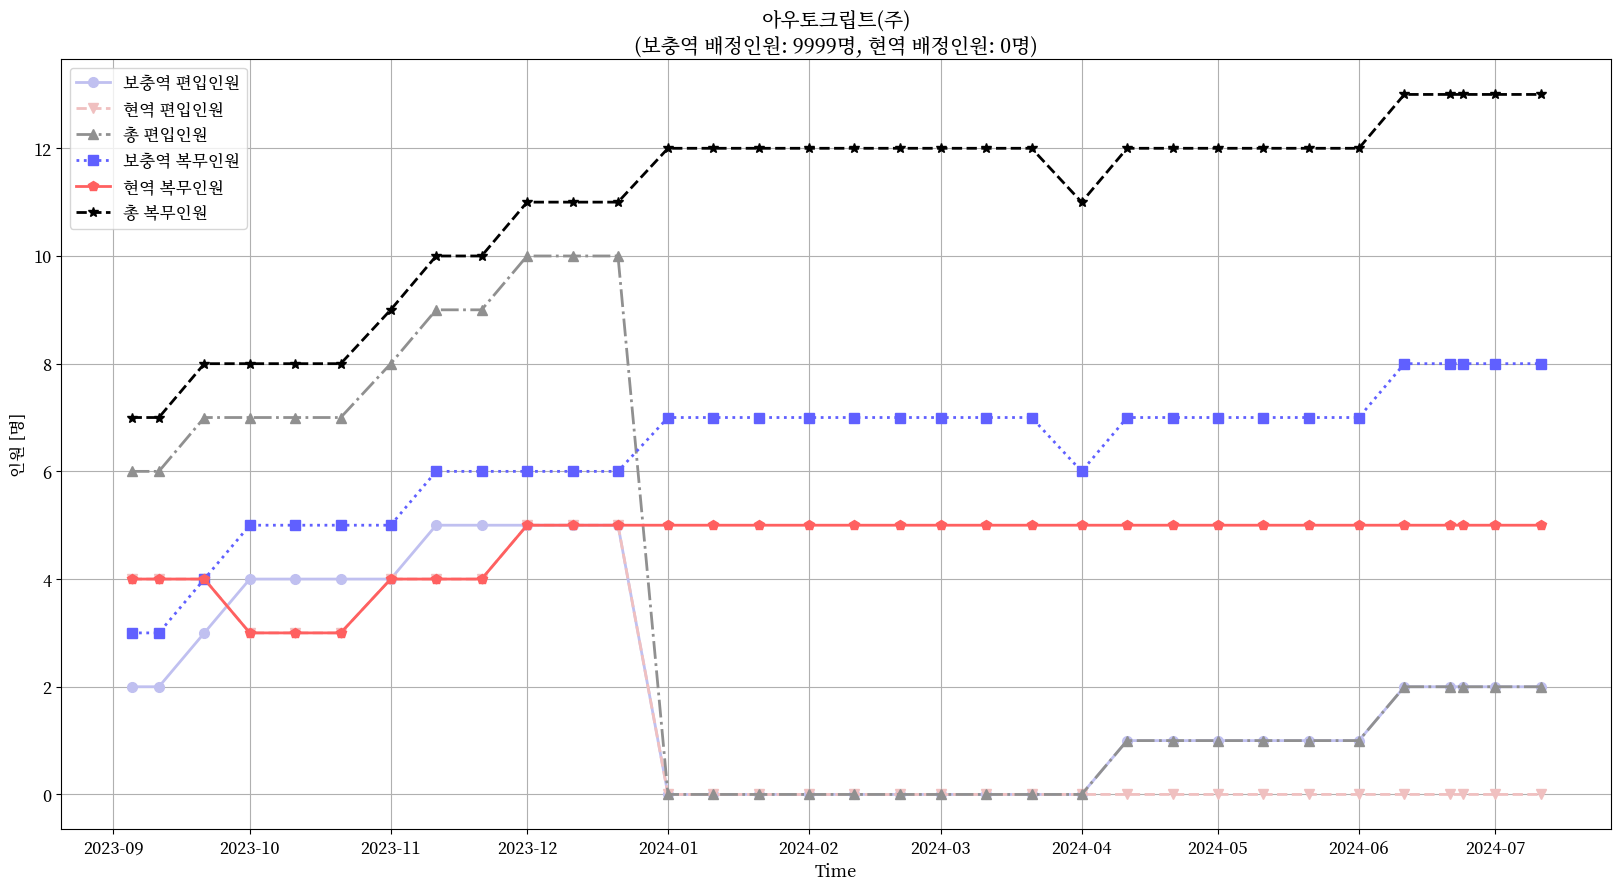 아우토크립트(주)
(보충역 배정인원: 9999명, 현역 배정인원: 0명)
보충역 편입인원
현역 편입인원
총 편입인원
보충역 복무인원
현역 복무인원
총 복무인원
인원 [명]
12
10
8
6
4
2
0
2023-09 2023-10 2023-11 2023-12 2024-01 2024-02 2024-03 2024-04 2024-05 2024-06 2024-07
Time